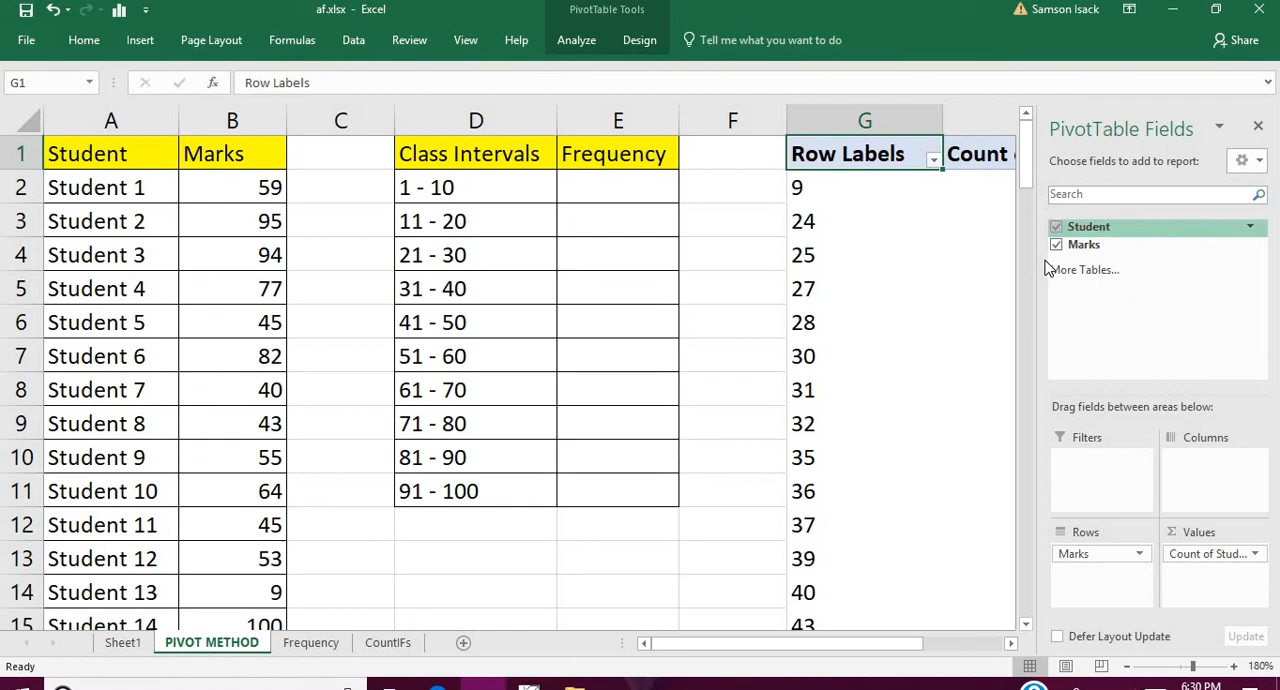 af.xlsx - Excel
PivotTable Tools
Samson Isack
File Home Insert Page Layout Formulas Data Review View Help Analyze Design Tell me what you want to do Share
G1 fx Row Labels
A B C D E F G
1 Student Marks Class Intervals Frequency Row Labels Count
2 Student 1 59 1 - 10 9
3 Student 2 95 11 - 20 24
4 Student 3 94 21 - 30 25
5 Student 4 77 31 - 40 27
6 Student 5 45 41 - 50 28
7 Student 6 82 51 - 60 30
8 Student 7 40 61 - 70 31
9 Student 8 43 71 - 80 32
10 Student 9 55 81 - 90 35
11 Student 10 64 91 - 100 36
12 Student 11 45 37
13 Student 12 53 39
14 Student 13 9 40
15 Student 14 100 43
PivotTable Fields
Choose fields to add to report:
Search
Student
Marks
More Tables...
Drag fields between areas below:
Filters Columns
Rows Σ Values
Marks Count of Stud...
Defer Layout Update Update
Sheet1 PIVOT METHOD Frequency CountIFs
Ready 180%
6:30 PM